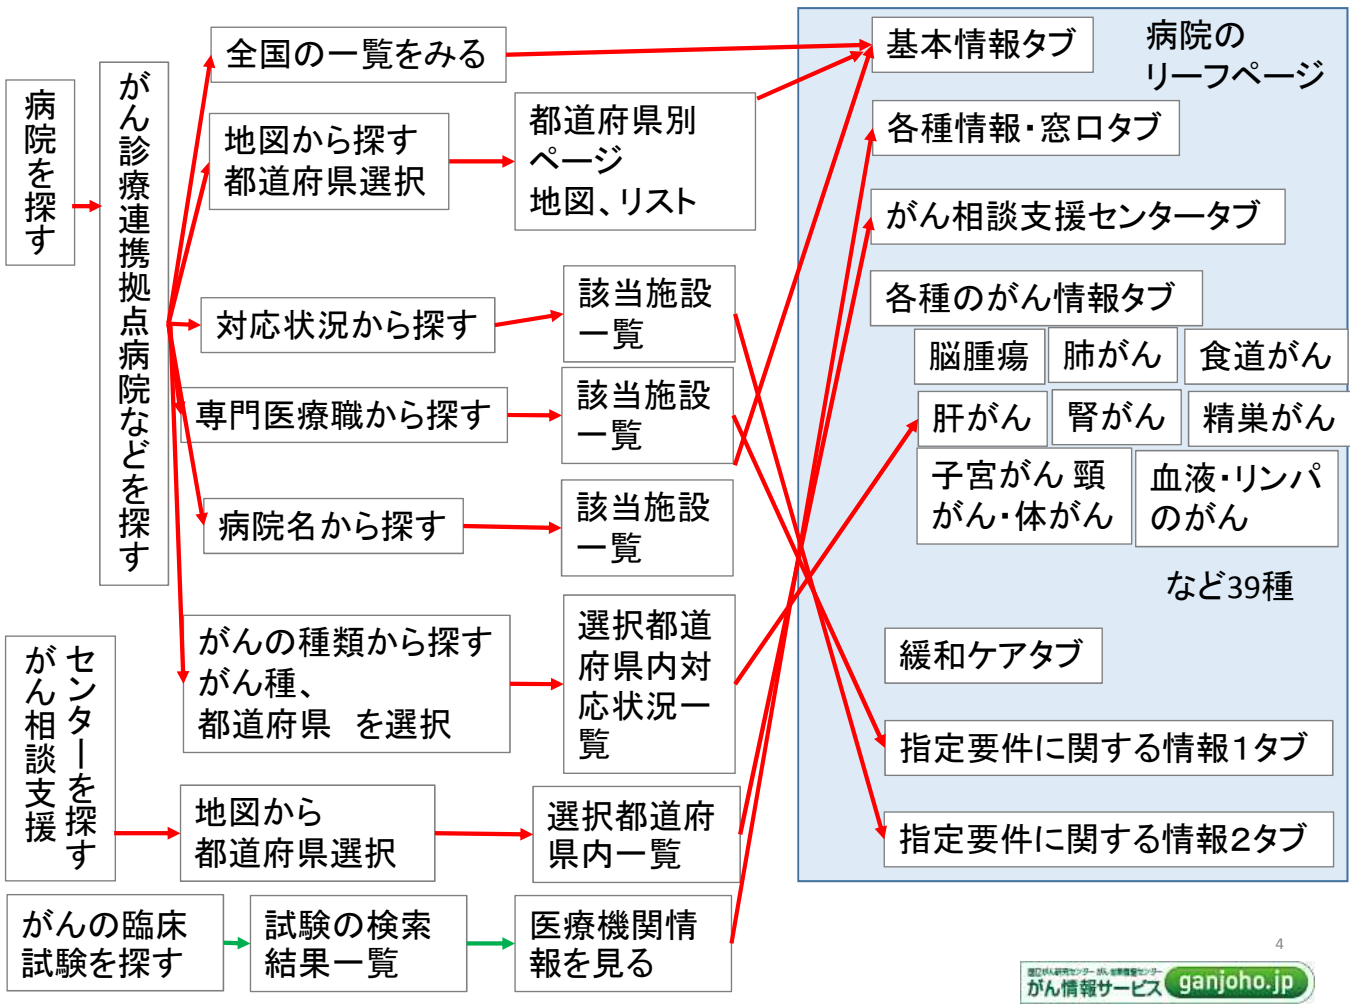 病院を探す
がん診療連携拠点病院などを探す
全国の一覧をみる
地図から探す
都道府県選択
都道府県別
ページ
地図、リスト
対応状況から探す
該当施設
一覧
専門医療職から探す
該当施設
一覧
病院名から探す
該当施設
一覧
がんの種類から探す
がん種、
都道府県 を選択
選択都道
府県内対
応状況一
覧
がん相談支援
センターを探す
地図から
都道府県選択
選択都道府
県内一覧
がんの臨床
試験を探す
試験の検索
結果一覧
医療機関情
報を見る
病院の
リーフページ
基本情報タブ
各種情報・窓口タブ
がん相談支援センタータブ
各種のがん情報タブ
脳腫瘍
肺がん
食道がん
肝がん
腎がん
精巣がん
子宮がん 頸
がん・体がん
血液・リンパ
のがん
など39種
緩和ケアタブ
指定要件に関する情報1タブ
指定要件に関する情報2タブ
4
がん情報サービス ganjoho.jp